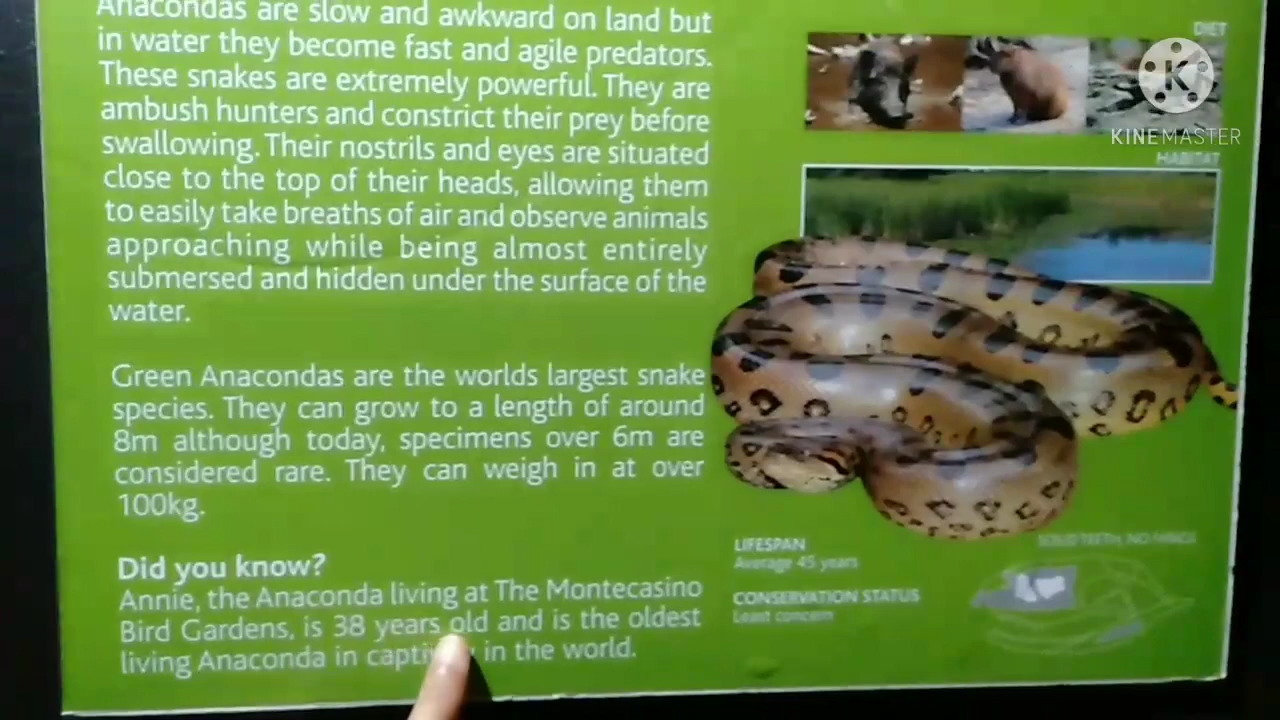 Anacondas are slow and awkward on land but
in water they become fast and agile predators.
These snakes are extremely powerful. They are
ambush hunters and constrict their prey before
swallowing. Their nostrils and eyes are situated
close to the top of their heads, allowing them
to easily take breaths of air and observe animals
approaching while being almost entirely
submersed and hidden under the surface of the
water.
Green Anacondas are the worlds largest snake
species. They can grow to a length of around
8m although today, specimens over 6m are
considered rare. They can weigh in at over
100kg.
Did you know?
Annie, the Anaconda living at The Montecasino
Bird Gardens, is 38 years old and is the oldest
living Anaconda in captivity in the world.
DIET
K
KINEMASTER
HABITAT
LIFESPAN
Average 45 years
CONSERVATION STATUS
Least concern
SOLID TEETH, NO FANGS